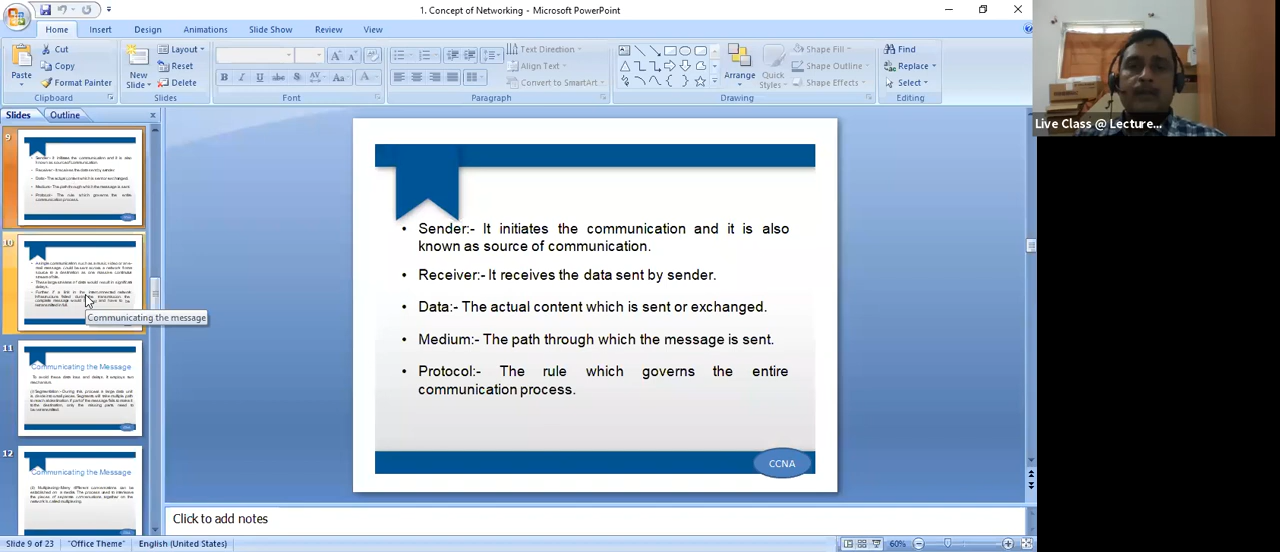 1. Concept of Networking - Microsoft PowerPoint
Home Insert Design Animations Slide Show Review View
Cut
Copy
Format Painter
Paste
Clipboard
New
Slide
Layout
Reset
Delete
Slides
Font
Text Direction
Align Text
Convert to SmartArt
Paragraph
Arrange
Quick
Styles
Shape Fill
Shape Outline
Shape Effects
Drawing
Find
Replace
Select
Editing
Live Class @ Lecture...
Slides Outline
9
10
Communicating the message
11
Communicating the Message
12
Communicating the Message
• Sender:- It initiates the communication and it is also
known as source of communication.
• Receiver:-It receives the data sent by sender.
• Data:- The actual content which is sent or exchanged.
• Medium:- The path through which the message is sent.
• Protocol:- The rule which governs the entire
communication process.
CCNA
Click to add notes
Slide 9 of 23 "Office Theme" English (United States) 60%